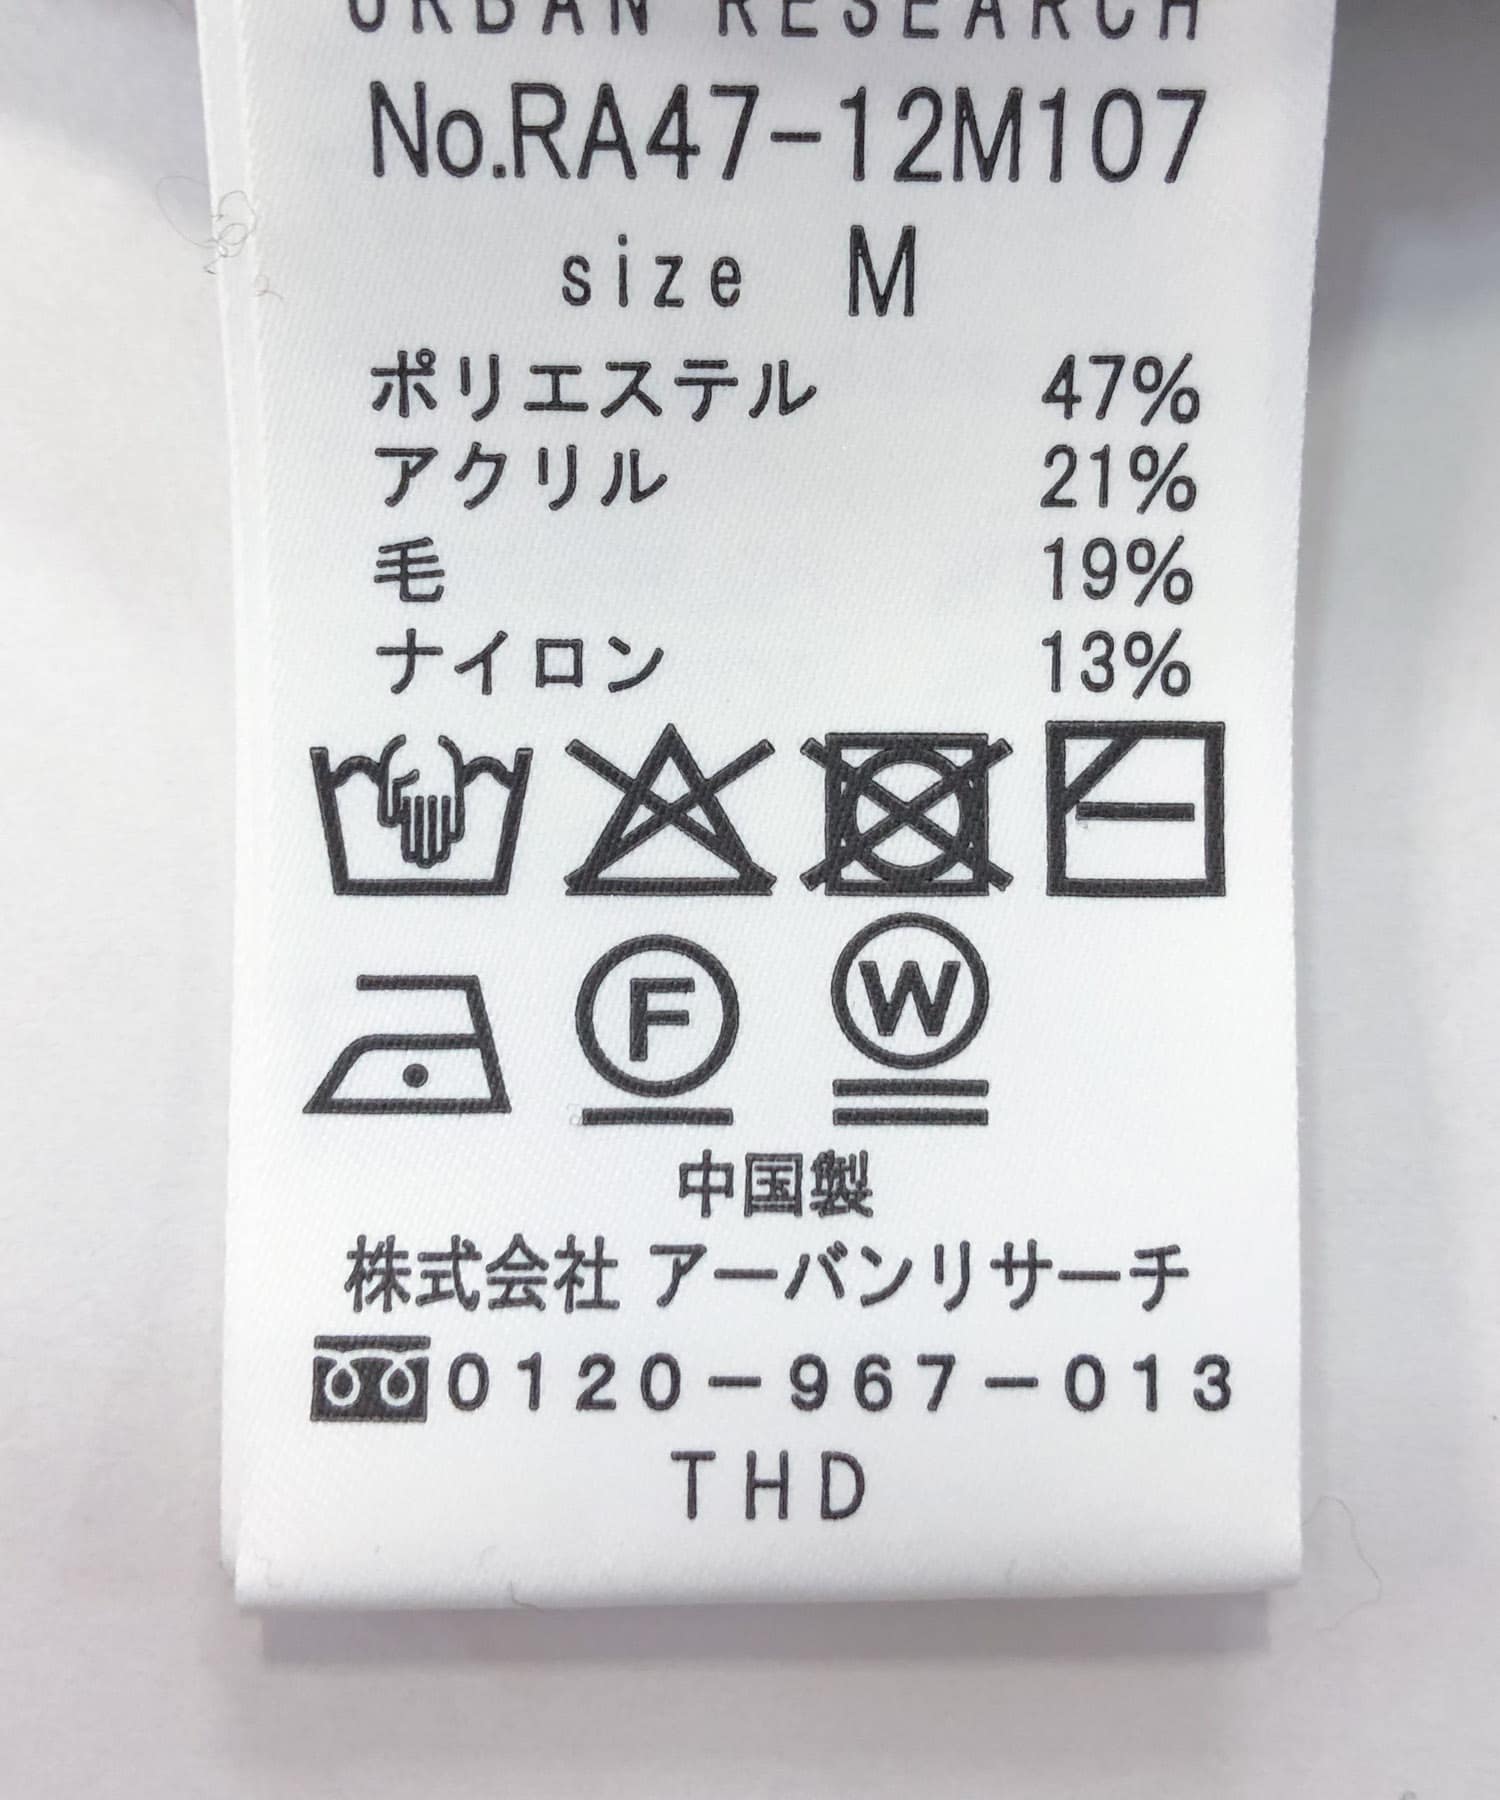 URBAN RESEARCH
No.RA47-12M107
size M
ポリエステル 47%
アクリル 21%
毛 19%
ナイロン 13%
F W
中国製
株式会社 アーバンリサーチ
0120-967-013
THD